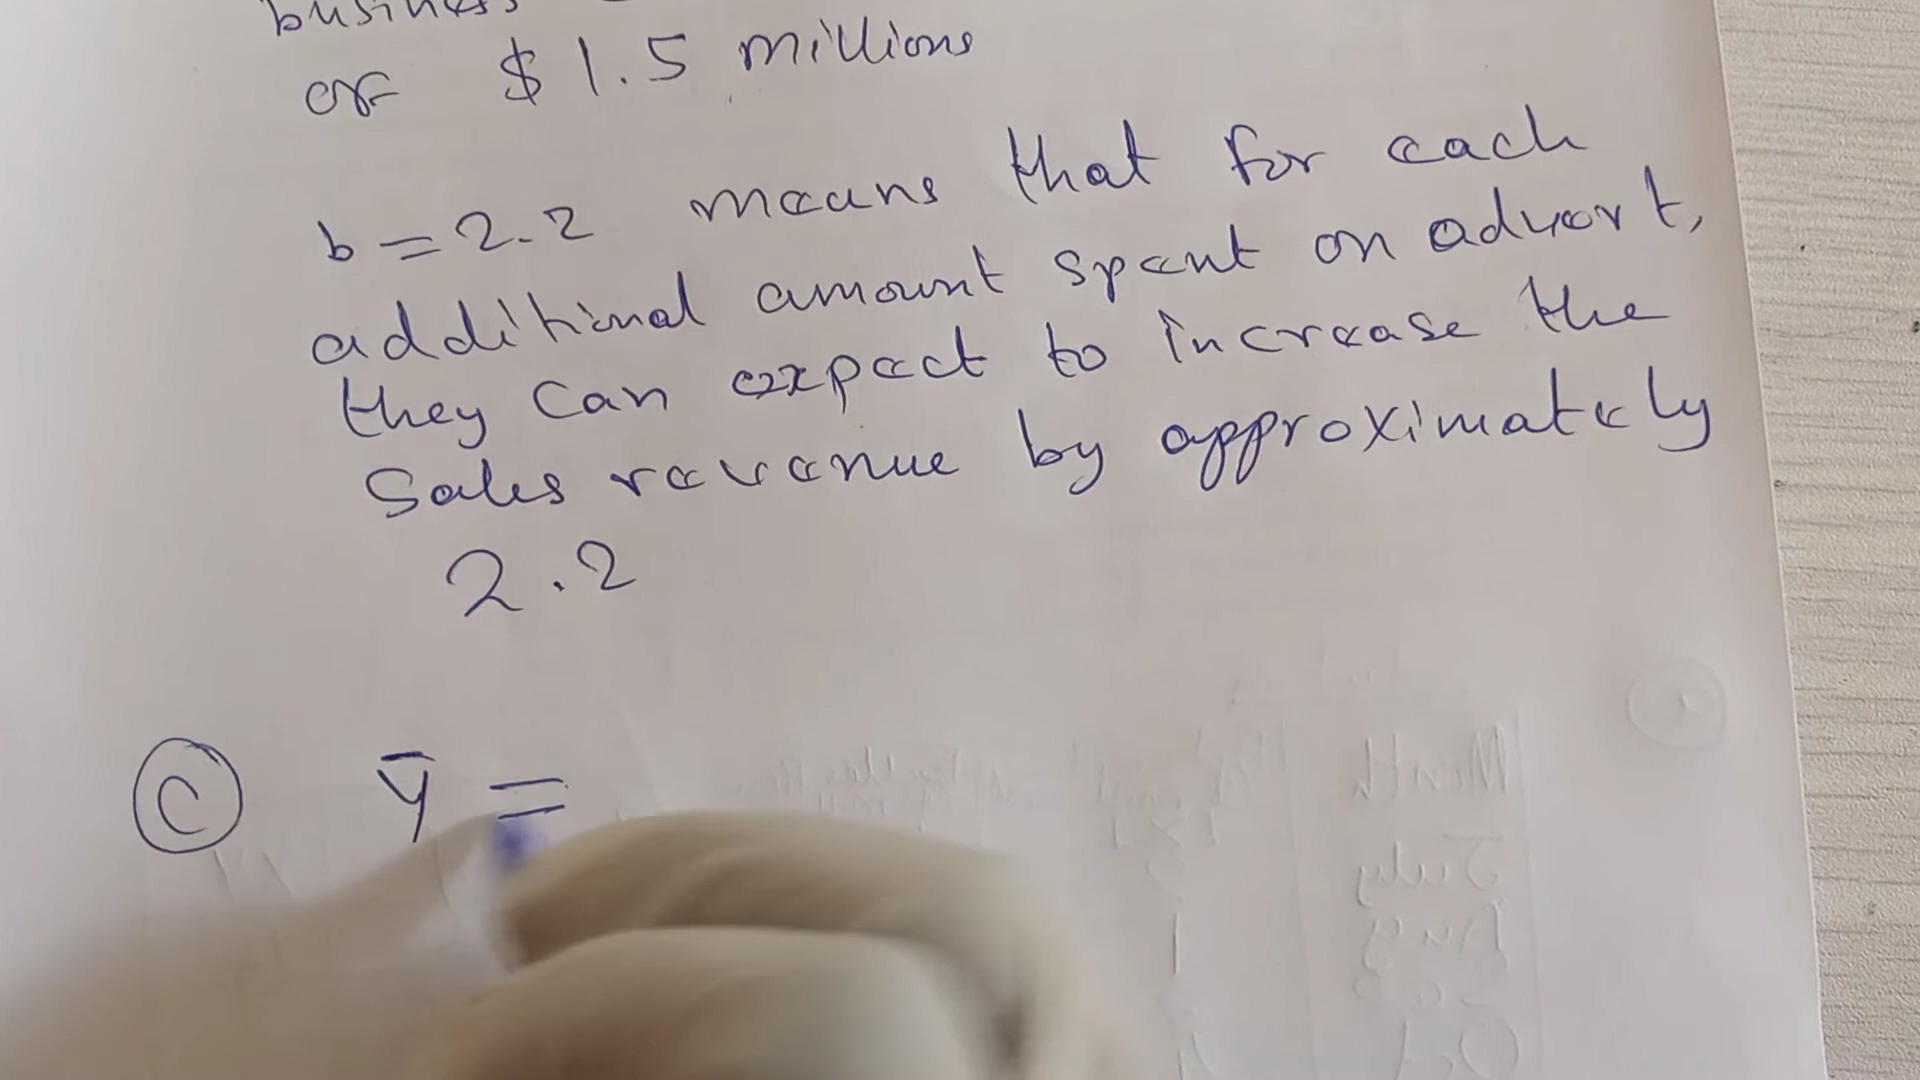 business
of $1.5 millions
b = 2.2 means that for each
additional amount spent on advert,
they can expect to increase the
Sales revenue by approximately
2.2
(c) ȳ =